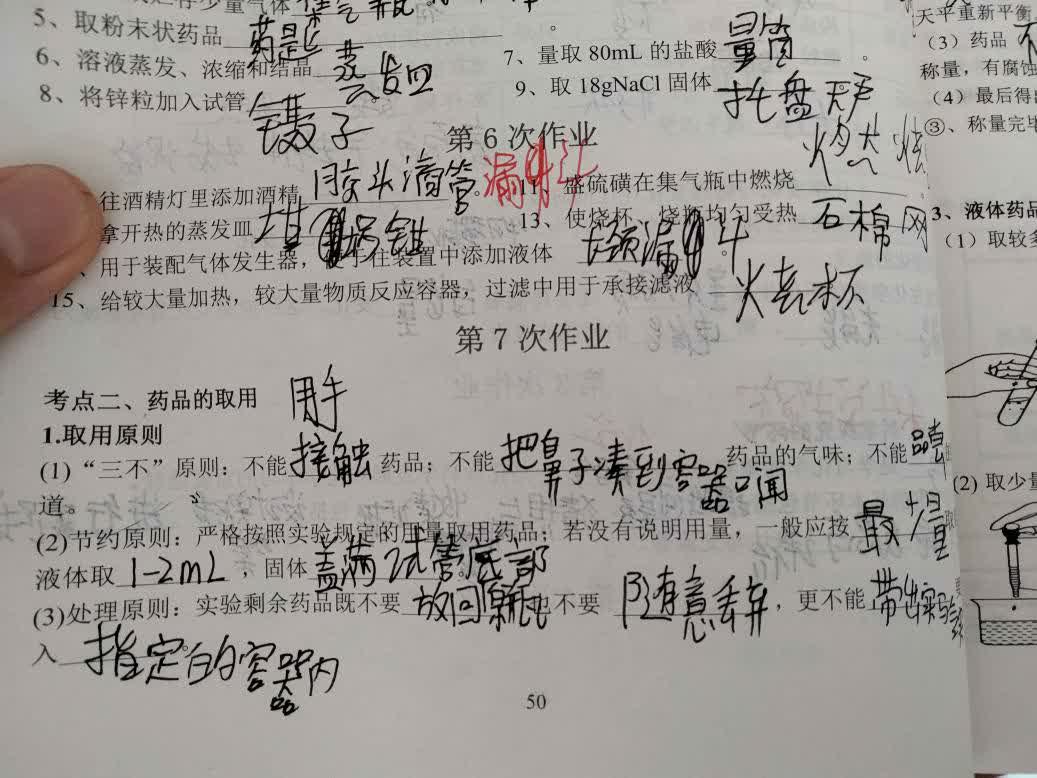 少量气体 集气瓶
5、取粉末状药品 药匙 。
6、溶液蒸发、浓缩和结晶 蒸发皿
7、量取 80mL 的盐酸 量筒 。
8、将锌粒加入试管 镊子
9、取 18gNaCl 固体 托盘天平
第 6 次作业
往酒精灯里添加酒精 胶头滴管 漏斗
11、盛硫磺在集气瓶中燃烧 燃烧
拿开热的蒸发皿 坩埚钳
13、使烧杯、烧瓶均匀受热 石棉网
、用于装配气体发生器，便于往装置中添加液体 长颈漏斗
15、给较大量加热，较大量物质反应容器，过滤中用于承接滤液 烧杯
第 7 次作业
考点二、药品的取用
1.取用原则 用手
(1)“三不”原则：不能 接触 药品；不能 把鼻子凑到容器口闻 药品的气味；不能
道。
(2)节约原则：严格按照实验规定的用量取用药品；若没有说明用量，一般应按 最少量
液体取 1-2mL ，固体 盖满试管底部 。
(3)处理原则：实验剩余药品既不要 放回原瓶 也不要 随意丢弃 ，更不能 带出实验
入 指定的容器内 。
50
天平重新平衡
（3）药品
称量，有腐蚀
（4）最后得出
③、称量完毕
3、液体药品
（1）取较多
(2) 取少量